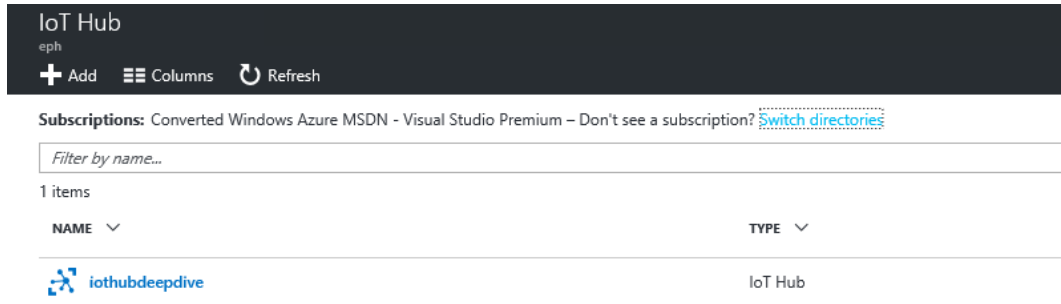 IoT Hub
eph
Add Columns Refresh
Subscriptions: Converted Windows Azure MSDN - Visual Studio Premium – Don't see a subscription? Switch directories
Filter by name...
1 items
NAME TYPE
iothubdeepdive IoT Hub